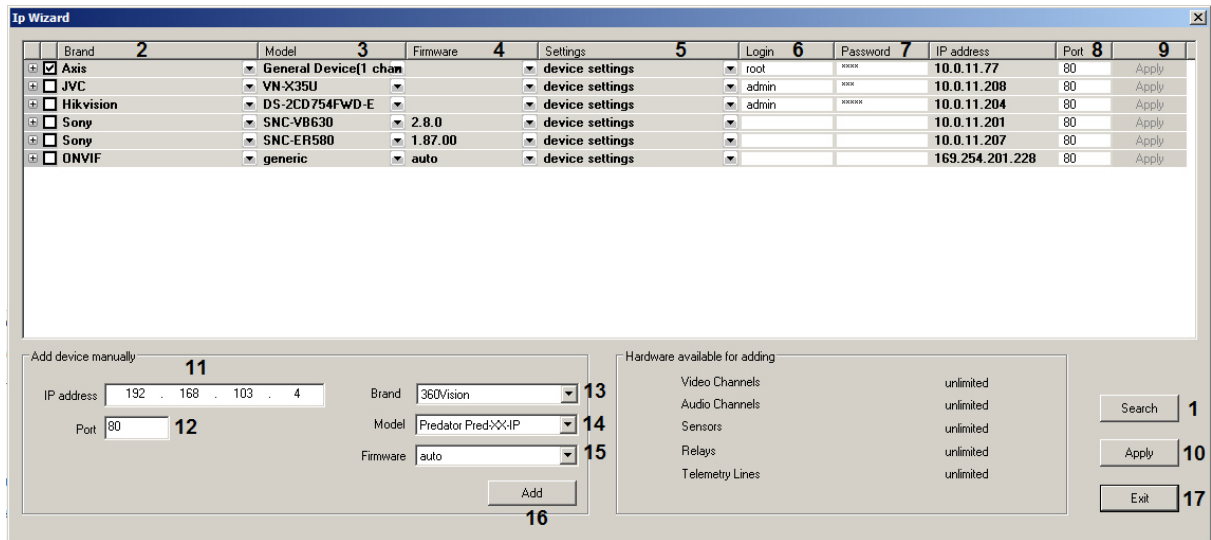 Ip Wizard
Brand 2 Model 3 Firmware 4 Settings 5 Login 6 Password 7 IP address Port 8 9
Axis General Device(1 chan device settings root **** 10.0.11.77 80 Apply
JVC VN-X35U device settings admin *** 10.0.11.208 80 Apply
Hikvision DS-2CD754FWD-E device settings admin ***** 10.0.11.204 80 Apply
Sony SNC-VB630 2.8.0 device settings 10.0.11.201 80 Apply
Sony SNC-ER580 1.87.00 device settings 10.0.11.207 80 Apply
ONVIF generic auto device settings 169.254.201.228 80 Apply
Add device manually
11
IP address 192 . 168 . 103 . 4
Port 80 12
Brand 360Vision 13
Model Predator Pred-XX-IP 14
Firmware auto 15
Add
16
Hardware available for adding
Video Channels unlimited
Audio Channels unlimited
Sensors unlimited
Relays unlimited
Telemetry Lines unlimited
Search 1
Apply 10
Exit 17